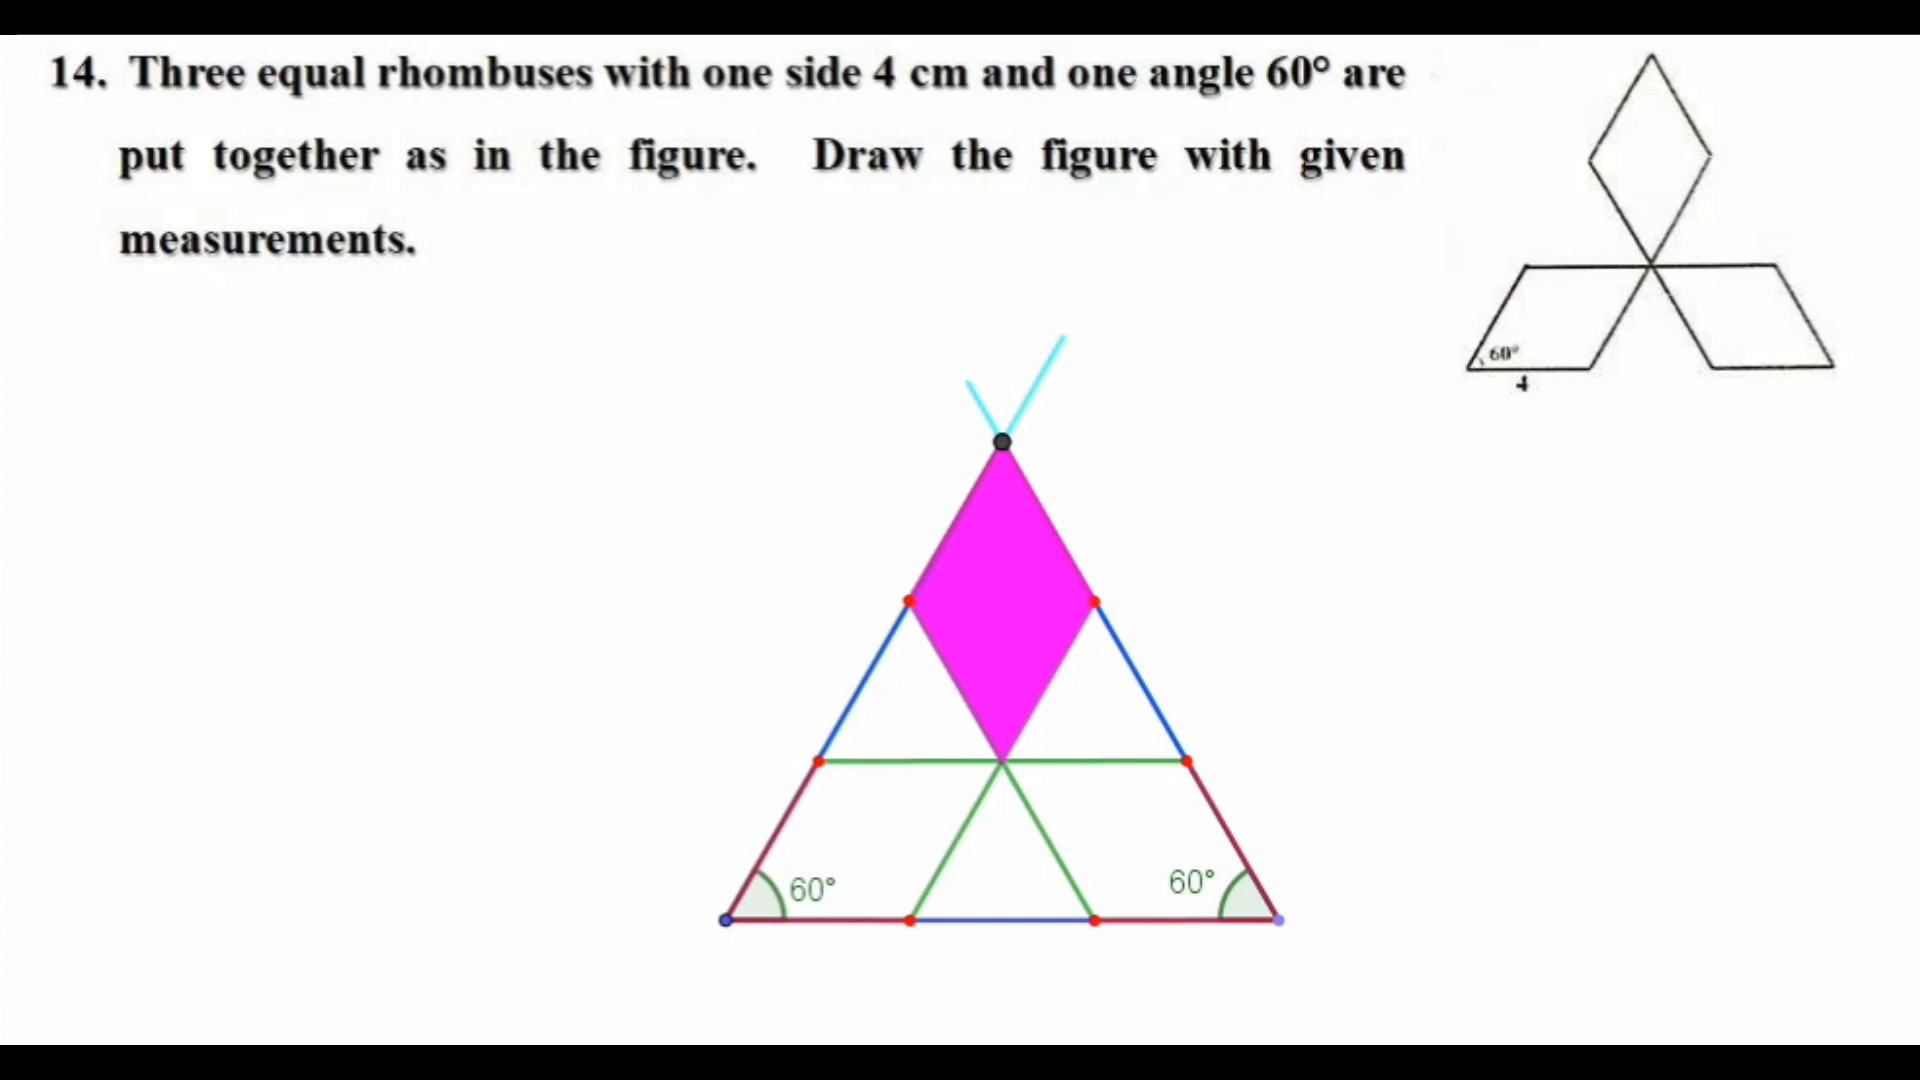 14. Three equal rhombuses with one side 4 cm and one angle 60° are
put together as in the figure. Draw the figure with given
measurements.
60°
4
60°
60°